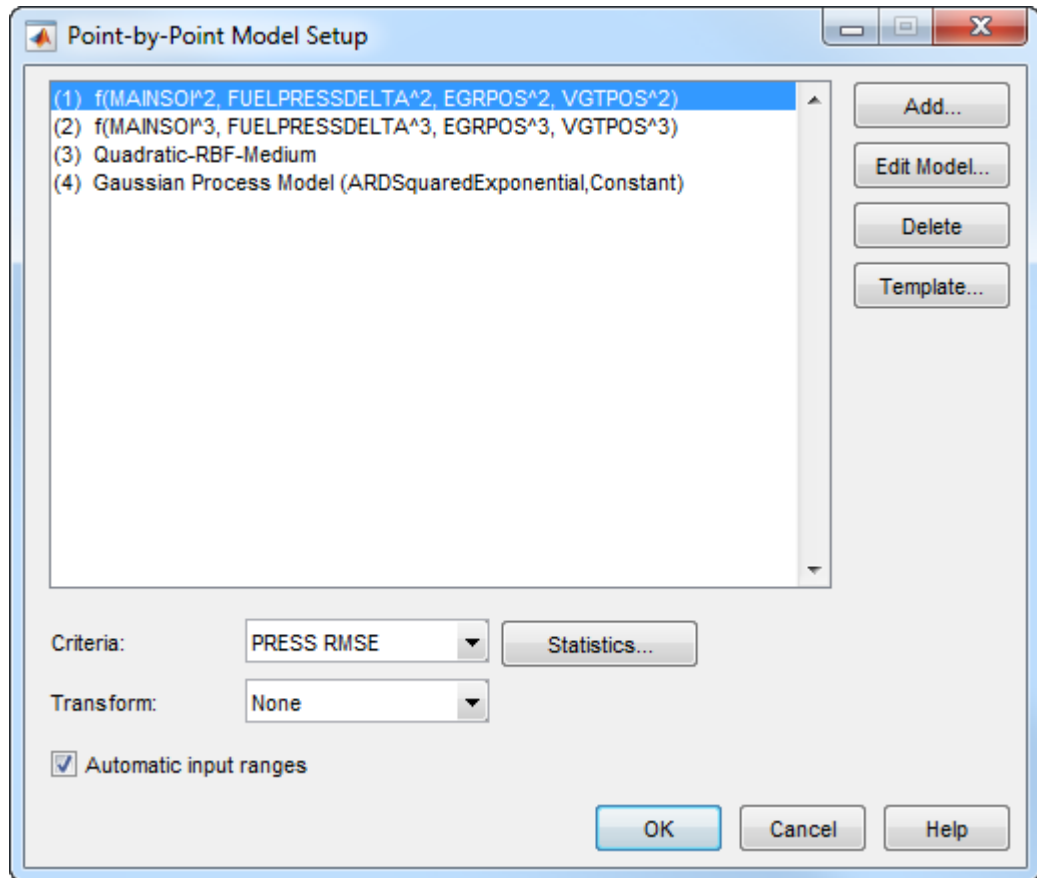 Point-by-Point Model Setup
(1) f(MAINSOI^2, FUELPRESSDELTA^2, EGRPOS^2, VGTPOS^2)
(2) f(MAINSOI^3, FUELPRESSDELTA^3, EGRPOS^3, VGTPOS^3)
(3) Quadratic-RBF-Medium
(4) Gaussian Process Model (ARDSquaredExponential,Constant)
Add...
Edit Model...
Delete
Template...
Criteria: PRESS RMSE Statistics...
Transform: None
Automatic input ranges
OK Cancel Help